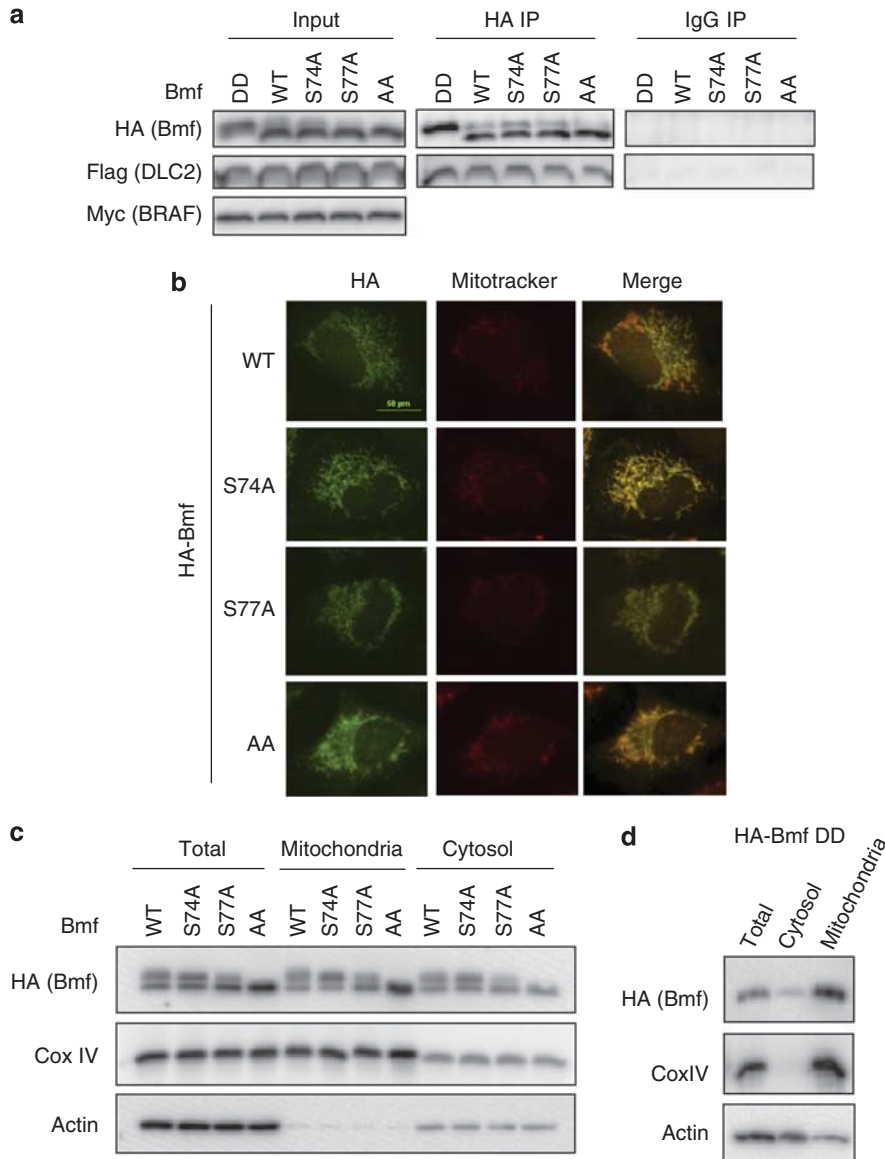 a
Input HA IP IgG IP
Bmf DD WT S74A S77A AA DD WT S74A S77A AA DD WT S74A S77A AA
HA (Bmf)
Flag (DLC2)
Myc (BRAF)
b
HA Mitotracker Merge
HA-Bmf
WT
50 µm
S74A
S77A
AA
c
Total Mitochondria Cytosol
Bmf WT S74A S77A AA WT S74A S77A AA WT S74A S77A AA
HA (Bmf)
Cox IV
Actin
d
HA-Bmf DD
Total Cytosol Mitochondria
HA (Bmf)
CoxIV
Actin